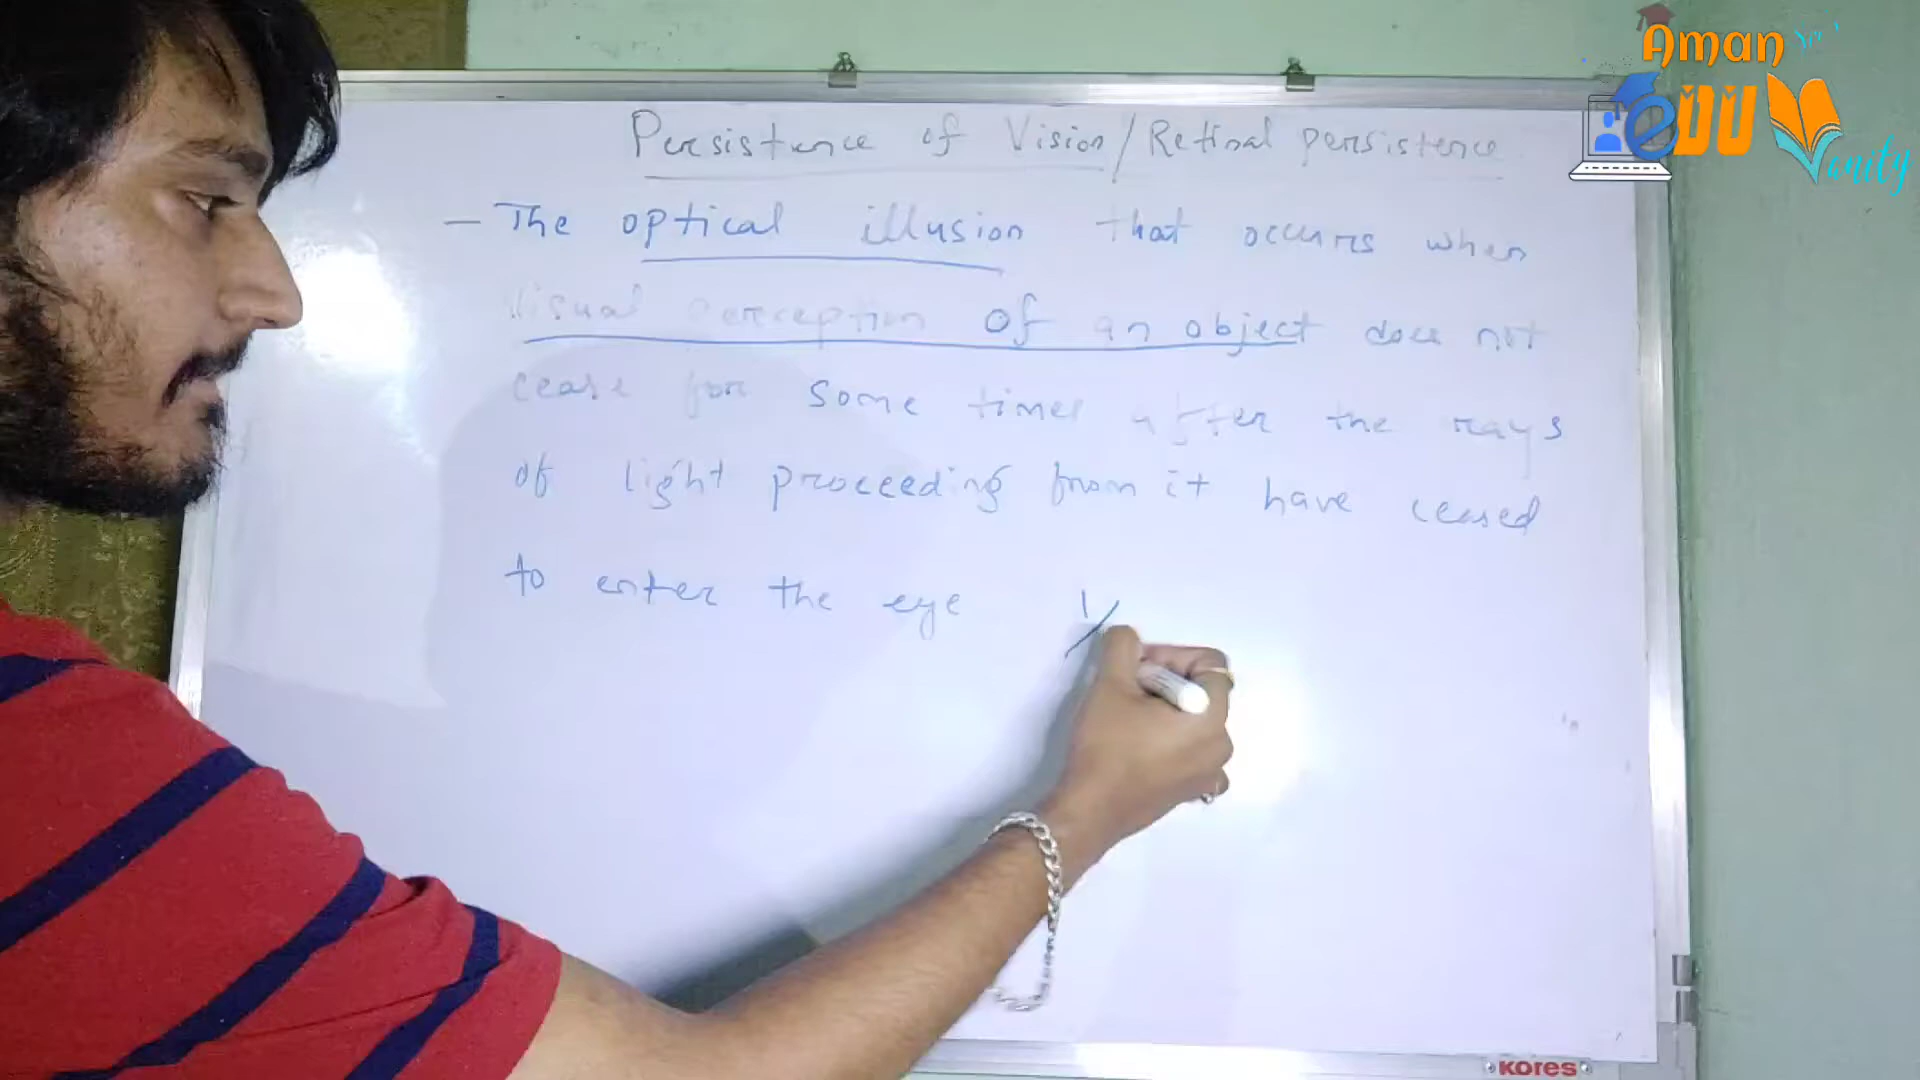 Persistence of Vision / Retinal persistence
- The optical illusion that occurs when
Visual perception of an object does not
cease for some times after the rays
of light proceeding from it have ceased
to enter the eye 1/
Aman
eDU Vanity
KORES